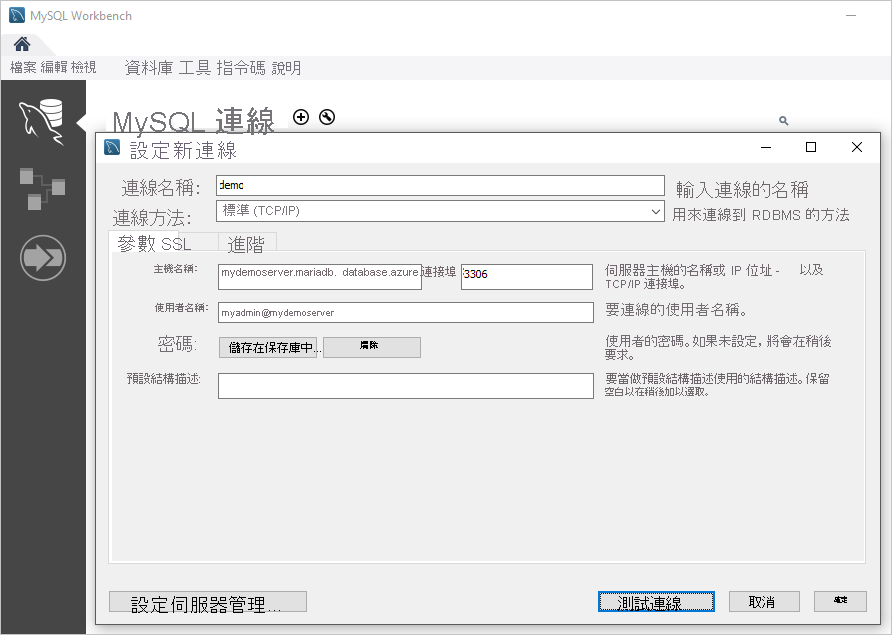 MySQL Workbench
檔案 編輯 檢視 資料庫 工具 指令碼 說明
MySQL 連線
設定新連線
連線名稱: demo 輸入連線的名稱
連線方法: 標準 (TCP/IP) 用來連線到 RDBMS 的方法
參數 SSL 進階
主機名稱: mydemoserver.mariadb. database.azure 連接埠 3306 伺服器主機的名稱或 IP 位址 - 以及
TCP/IP 連接埠。
使用者名稱: myadmin@mydemoserver 要連線的使用者名稱。
密碼: 儲存在保存庫中... 清除 使用者的密碼。如果未設定, 將會在稍後
要求。
預設結構描述: 要當做預設結構描述使用的結構描述。保留
空白以在稍後加以選取。
設定伺服器管理... 測試連線 取消 確定